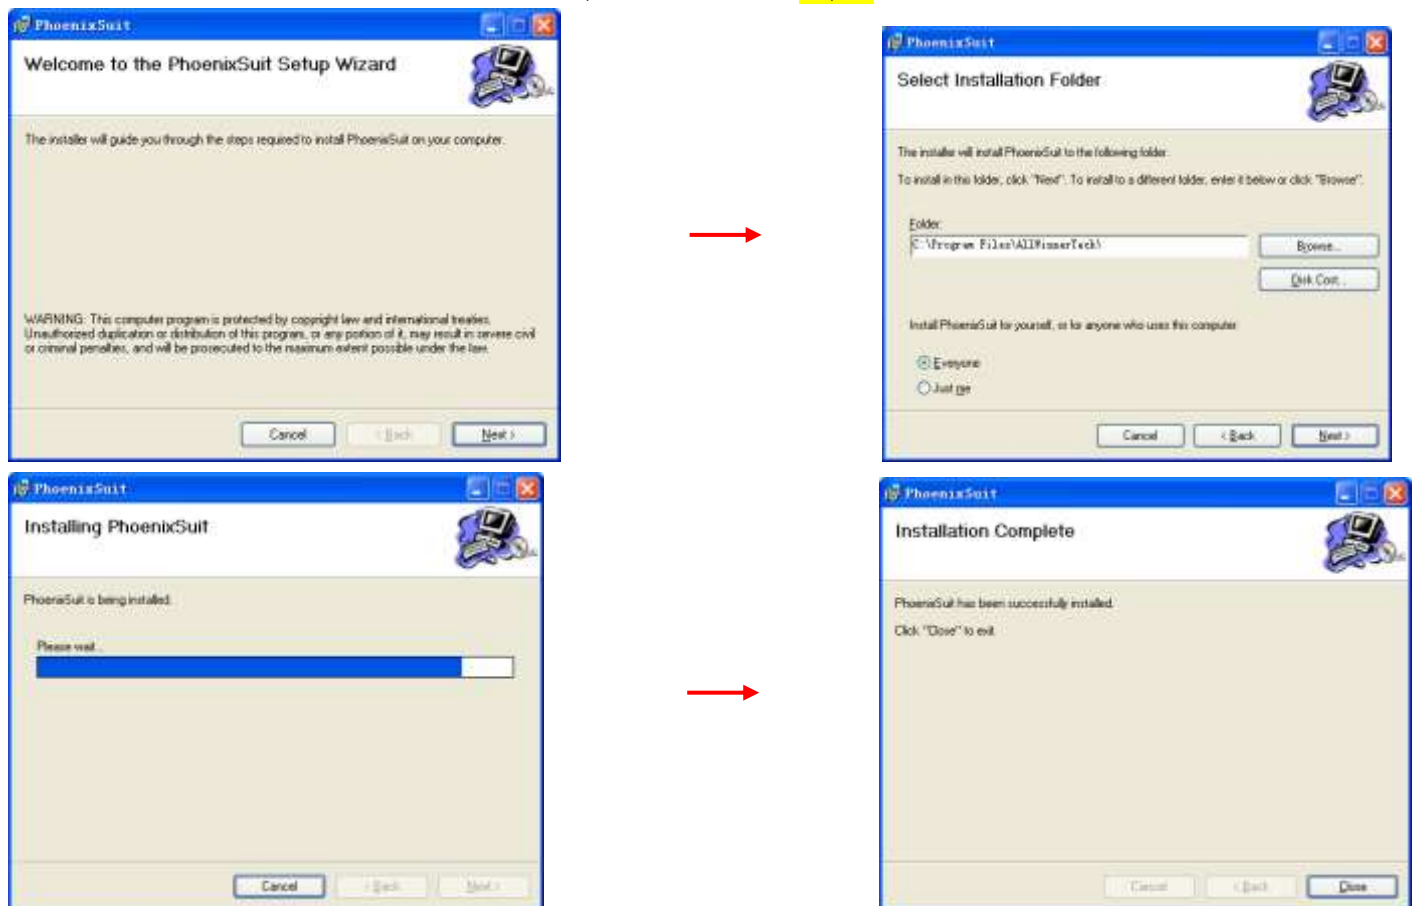 PhoenixSuit
Welcome to the PhoenixSuit Setup Wizard
The installer will guide you through the steps required to install PhoenixSuit on your computer.
WARNING: This computer program is protected by copyright law and international treaties.
Unauthorized duplication or distribution of this program, or any portion of it, may result in severe civil
or criminal penalties, and will be prosecuted to the maximum extent possible under the law.
Cancel
< Back
Next >
PhoenixSuit
Select Installation Folder
The installer will install PhoenixSuit to the following folder.
To install in this folder, click "Next". To install to a different folder, enter it below or click "Browse".
Folder:
C:\Program Files\AllWinnerTech\
Browse...
Disk Cost...
Install PhoenixSuit for yourself, or for anyone who uses this computer:
Everyone
Just me
Cancel
< Back
Next >
PhoenixSuit
Installing PhoenixSuit
PhoenixSuit is being installed.
Please wait...
Cancel
< Back
Next >
PhoenixSuit
Installation Complete
PhoenixSuit has been successfully installed.
Click "Close" to exit.
Cancel
< Back
Close